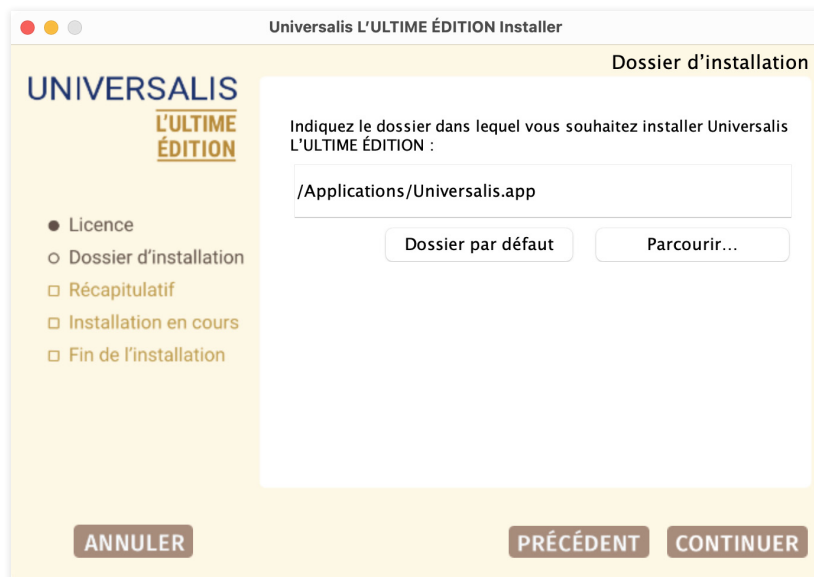 Universalis L'ULTIME ÉDITION Installer
Dossier d'installation
UNIVERSALIS
L'ULTIME
ÉDITION
Licence
Dossier d'installation
Récapitulatif
Installation en cours
Fin de l'installation
Indiquez le dossier dans lequel vous souhaitez installer Universalis
L'ULTIME ÉDITION :
/Applications/Universalis.app
Dossier par défaut
Parcourir...
ANNULER
PRÉCÉDENT
CONTINUER